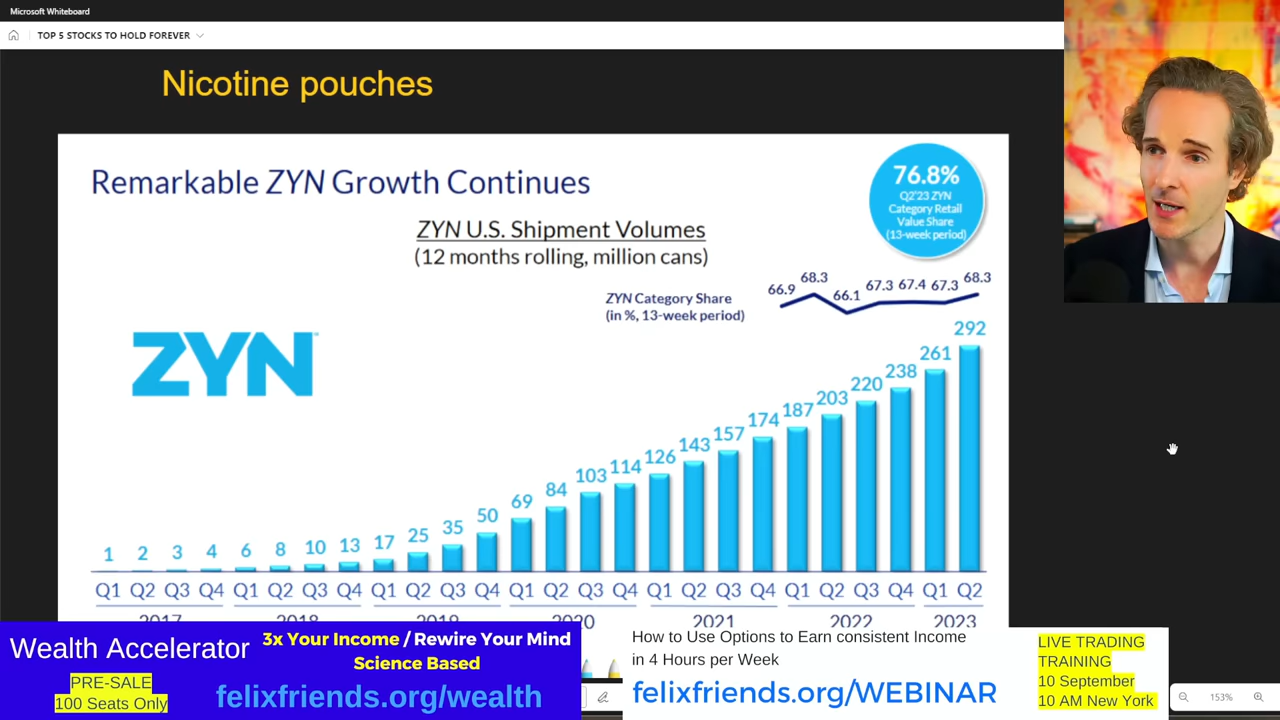 Microsoft Whiteboard
TOP 5 STOCKS TO HOLD FOREVER
Nicotine pouches
Remarkable ZYN Growth Continues
76.8%
Q2'23 ZYN
Category Retail
Value Share
(13-week period)
ZYN U.S. Shipment Volumes
(12 months rolling, million cans)
ZYN Category Share
(in %, 13-week period)
66.9 68.3 66.1 67.3 67.4 67.3 68.3
ZYN
1 2 3 4 6 8 10 13 17 25 35 50 69 84 103 114 126 143 157 174 187 203 220 238 261 292
Q1 Q2 Q3 Q4 Q1 Q2 Q3 Q4 Q1 Q2 Q3 Q4 Q1 Q2 Q3 Q4 Q1 Q2 Q3 Q4 Q1 Q2 Q3 Q4 Q1 Q2
2017 2018 2019 2020 2021 2022 2023
Wealth Accelerator
PRE-SALE
100 Seats Only
3x Your Income / Rewire Your Mind
Science Based
felixfriends.org/wealth
How to Use Options to Earn consistent Income
in 4 Hours per Week
felixfriends.org/WEBINAR
LIVE TRADING
TRAINING
10 September
10 AM New York
153%